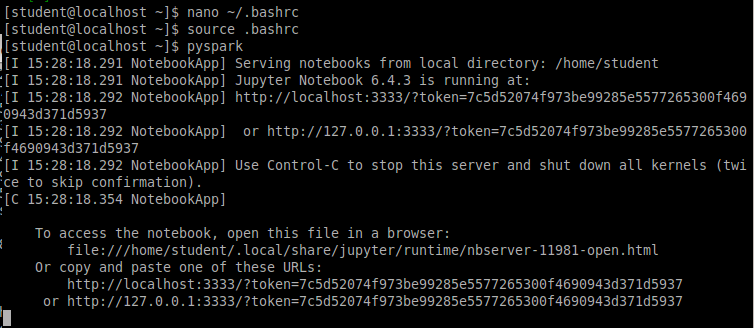 [student@localhost ~]$ nano ~/.bashrc
[student@localhost ~]$ source .bashrc
[student@localhost ~]$ pyspark
[I 15:28:18.291 NotebookApp] Serving notebooks from local directory: /home/student
[I 15:28:18.291 NotebookApp] Jupyter Notebook 6.4.3 is running at:
[I 15:28:18.292 NotebookApp] http://localhost:3333/?token=7c5d52074f973be99285e5577265300f469
0943d371d5937
[I 15:28:18.292 NotebookApp]  or http://127.0.0.1:3333/?token=7c5d52074f973be99285e5577265300
f4690943d371d5937
[I 15:28:18.292 NotebookApp] Use Control-C to stop this server and shut down all kernels (twi
ce to skip confirmation).
[C 15:28:18.354 NotebookApp]
    To access the notebook, open this file in a browser:
        file:///home/student/.local/share/jupyter/runtime/nbserver-11981-open.html
    Or copy and paste one of these URLs:
        http://localhost:3333/?token=7c5d52074f973be99285e5577265300f4690943d371d5937
     or http://127.0.0.1:3333/?token=7c5d52074f973be99285e5577265300f4690943d371d5937